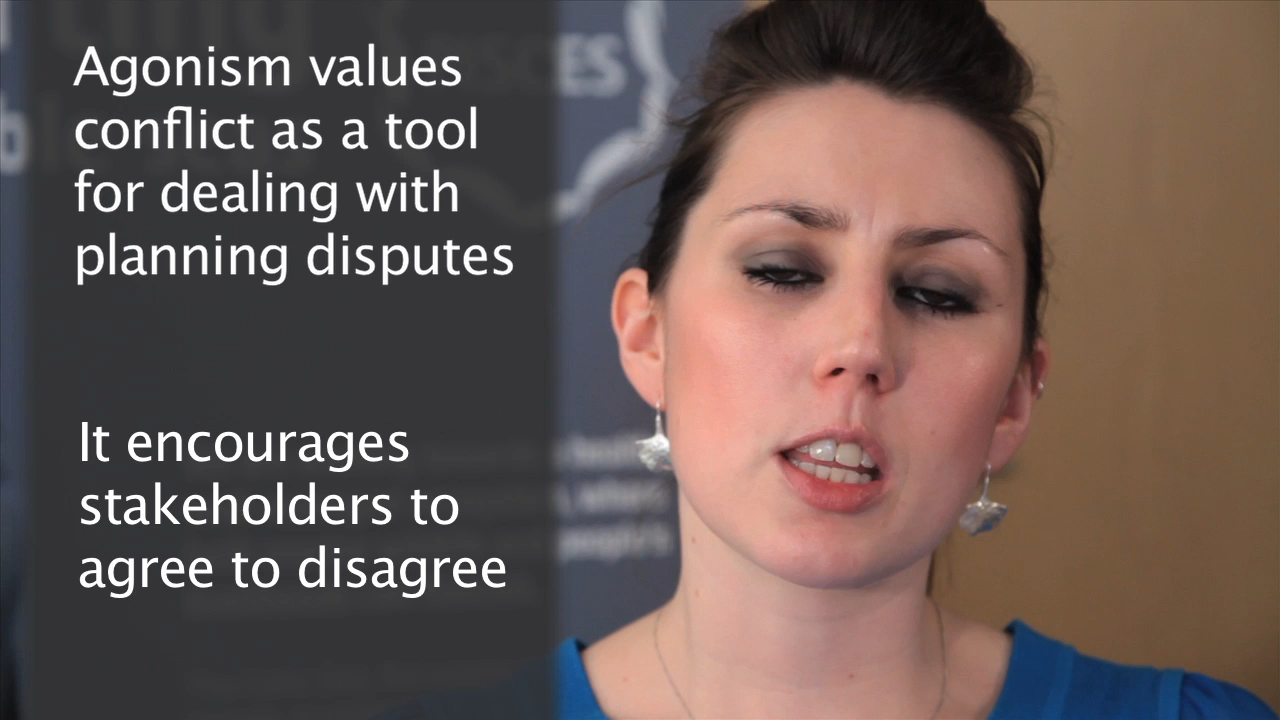 Agonism values
conflict as a tool
for dealing with
planning disputes
It encourages
stakeholders to
agree to disagree